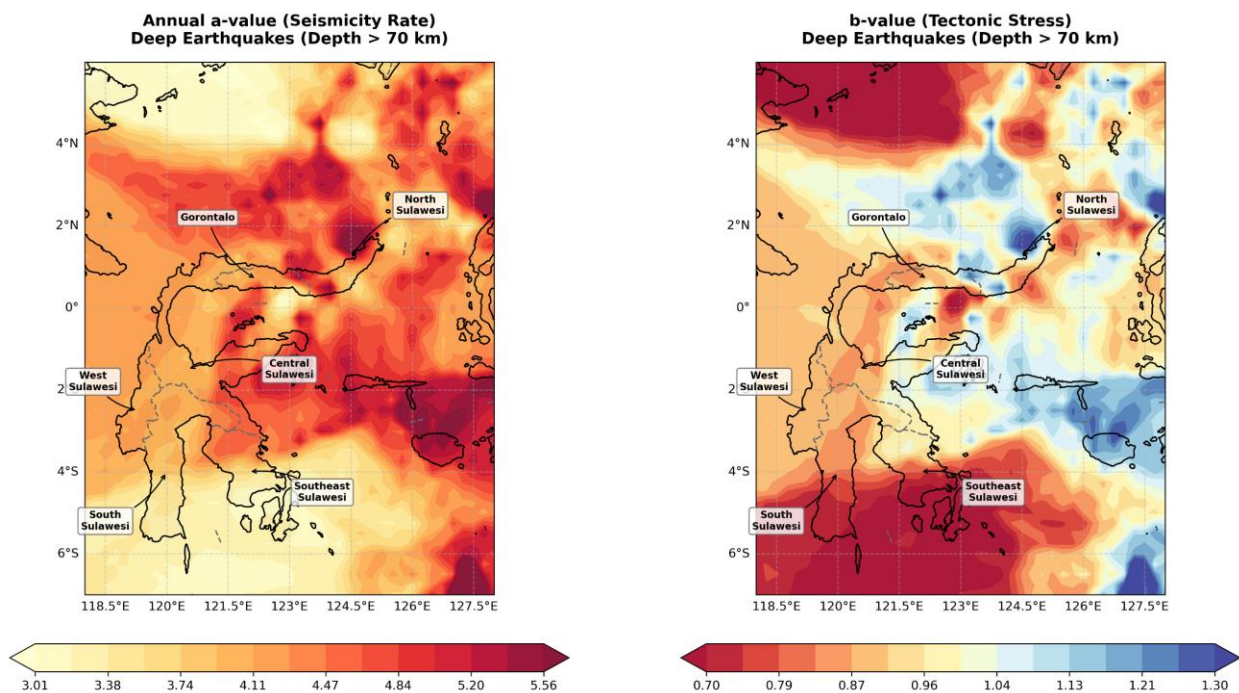 Annual a-value (Seismicity Rate)
Deep Earthquakes (Depth > 70 km)
4°N
2°N
0°
2°S
4°S
6°S
Gorontalo
North
Sulawesi
West
Sulawesi
Central
Sulawesi
South
Sulawesi
Southeast
Sulawesi
118.5°E 120°E 121.5°E 123°E 124.5°E 126°E 127.5°E
3.01 3.38 3.74 4.11 4.47 4.84 5.20 5.56
b-value (Tectonic Stress)
Deep Earthquakes (Depth > 70 km)
4°N
2°N
0°
2
4°S
6°S
Gorontalo
North
Sulawesi
West
Sulawesi
Central
Sulawesi
South
Sulawesi
Southeast
Sulawesi
118.5°E 120°E 121.5°E 123°E 124.5°E 126°E 127.5°E
0.70 0.79 0.87 0.96 1.04 1.13 1.21 1.30